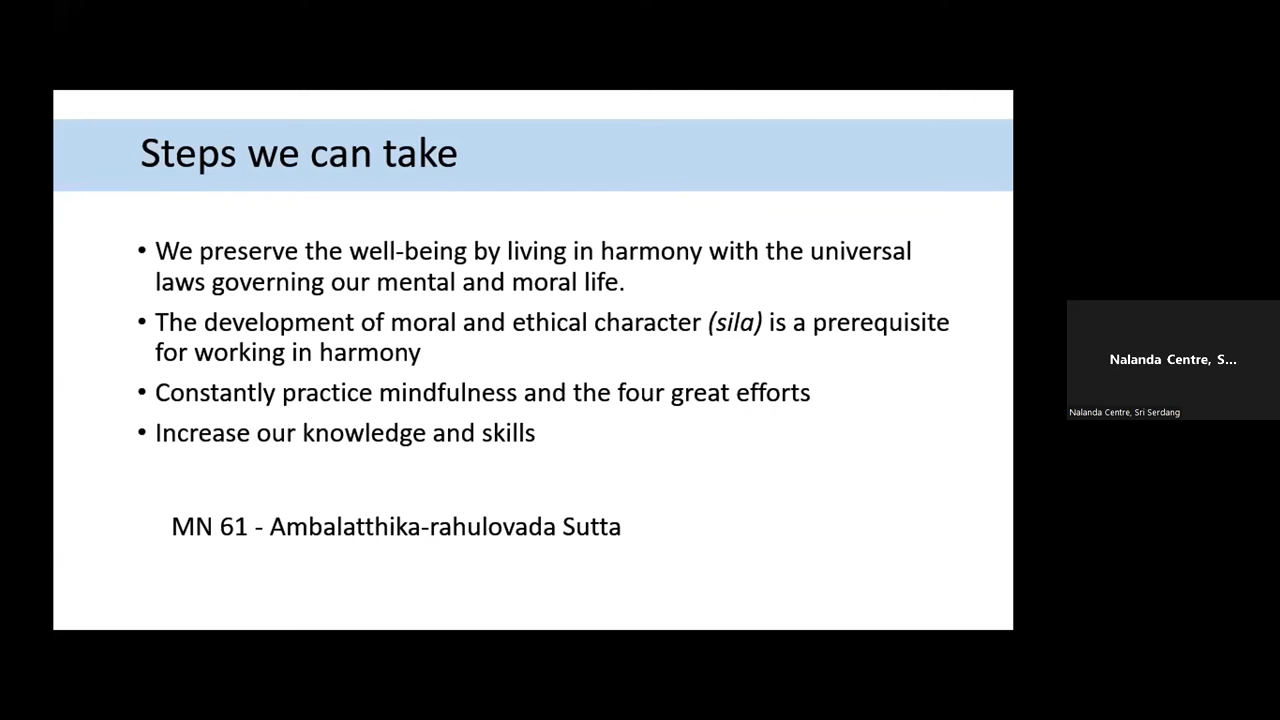 Steps we can take
• We preserve the well-being by living in harmony with the universal
laws governing our mental and moral life.
• The development of moral and ethical character (sila) is a prerequisite
for working in harmony
• Constantly practice mindfulness and the four great efforts
• Increase our knowledge and skills
MN 61 - Ambalatthika-rahulovada Sutta
Nalanda Centre, S...
Nalanda Centre, Sri Serdang